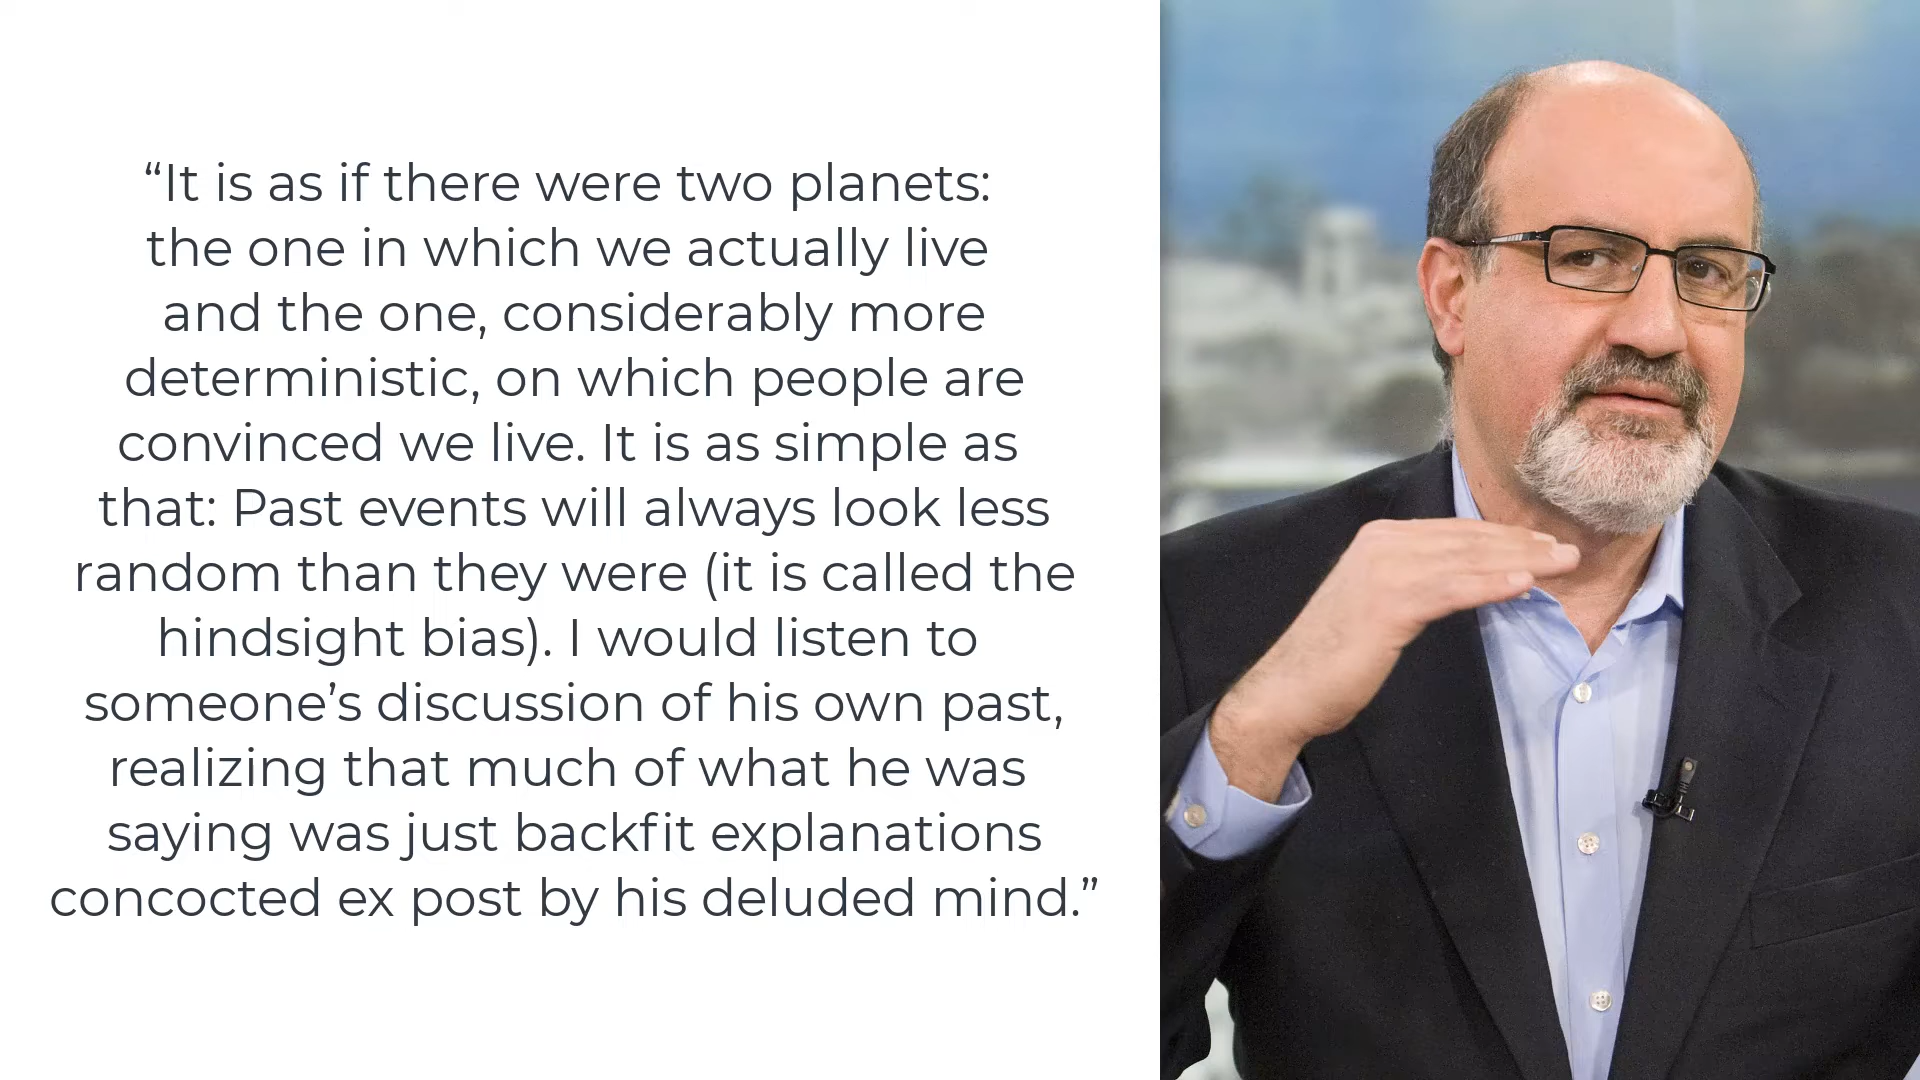 “It is as if there were two planets:
the one in which we actually live
and the one, considerably more
deterministic, on which people are
convinced we live. It is as simple as
that: Past events will always look less
random than they were (it is called the
hindsight bias). I would listen to
someone’s discussion of his own past,
realizing that much of what he was
saying was just backfit explanations
concocted ex post by his deluded mind.”